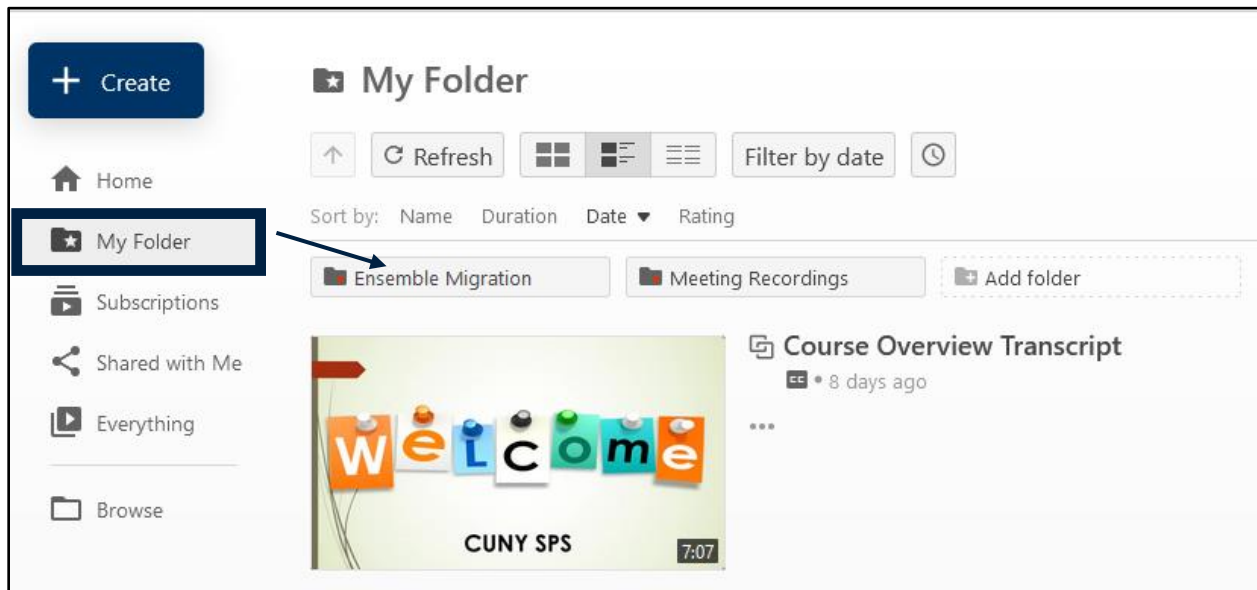 + Create
My Folder
Refresh
Filter by date
Home
Sort by: Name Duration Date ▼ Rating
My Folder
Ensemble Migration
Meeting Recordings
Add folder
Subscriptions
Course Overview Transcript
CC • 8 days ago
Shared with Me
Everything
Welcome
Browse
CUNY SPS
7:07